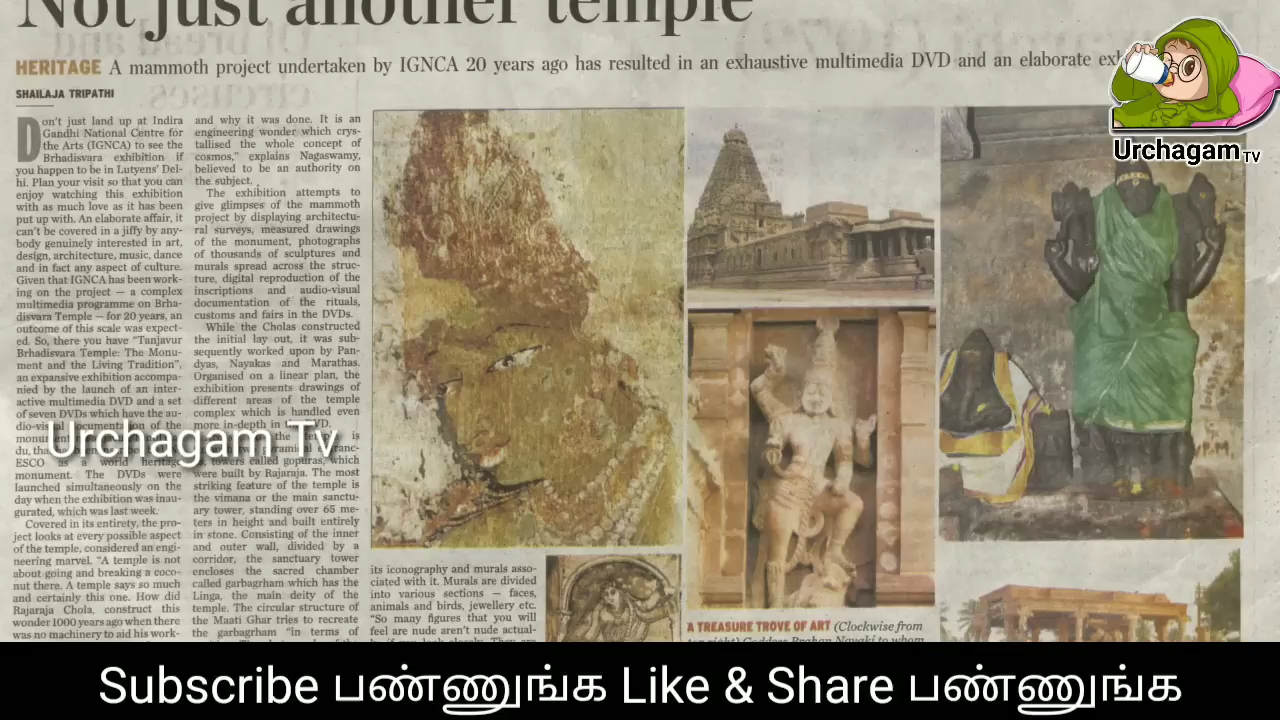 Not just another temple
HERITAGE A mammoth project undertaken by IGNCA 20 years ago has resulted in an exhaustive multimedia DVD and an elaborate
SHAILAJA TRIPATHI
Don't just land up at Indira
Gandhi National Centre for
the Arts (IGNCA) to see the
Brhadisvara exhibition if
you happen to be in Lutyens' Del-
hi. Plan your visit so that you can
enjoy watching this exhibition
with as much love as it has been
put up with. An elaborate affair, it
can't be covered in a jiffy by any-
body genuinely interested in art,
design, architecture, music, dance
and in fact any aspect of culture.
Given that IGNCA has been work-
ing on the project — a complex
multimedia programme on Brha-
disvara Temple — for 20 years, an
outcome of this scale was expect-
ed. So, there you have "Tanjavur
Brhadisvara Temple: The Monu-
ment and the Living Tradition",
an expansive exhibition accompa-
nied by the launch of an inter-
active multimedia DVD and a set
of seven DVDs which have the au-
dio-visual documentation of the
ESCO as a world heritage
monument. The DVDs were
launched simultaneously on the
day when the exhibition was inau-
gurated, which was last week.
Covered in its entirety, the pro-
ject looks at every possible aspect
of the temple, considered an engi-
neering marvel. "A temple is not
about going and breaking a coco-
nut there. A temple says so much
and certainly this one. How did
Rajaraja Chola, construct this
wonder 1000 years ago when there
was no machinery to aid his work-
and why it was done. It is an
engineering wonder which crys-
tallised the whole concept of
cosmos," explains Nagaswamy,
believed to be an authority on
the subject.
The exhibition attempts to
give glimpses of the mammoth
project by displaying architectu-
ral surveys, measured drawings
of the monument, photographs
of thousands of sculptures and
murals spread across the struc-
ture, digital reproduction of the
inscriptions and audio-visual
documentation of the rituals,
customs and fairs in the DVDs.
While the Cholas constructed
the initial lay out, it was sub-
sequently worked upon by Pan-
dyas, Nayakas and Marathas.
Organised on a linear plan, the
exhibition presents drawings of
different areas of the temple
complex which is handled even
more in-depth in DVD.
towers called gopuras, which
were built by Rajaraja. The most
striking feature of the temple is
the vimana or the main sanctu-
ary tower, standing over 65 me-
ters in height and built entirely
in stone. Consisting of the inner
and outer wall, divided by a
corridor, the sanctuary tower
encloses the sacred chamber
called garbagrham which has the
Linga, the main deity of the
temple. The circular structure of
the Maati Ghar tries to recreate
the garbagrham "in terms of
its iconography and murals asso-
ciated with it. Murals are divided
into various sections — faces,
animals and birds, jewellery etc.
"So many figures that you will
feel are nude aren't nude actual-
A TREASURE TROVE OF ART (Clockwise from
Urchagam TV
Urchagam Tv
Subscribe பண்ணுங்க Like & Share பண்ணுங்க